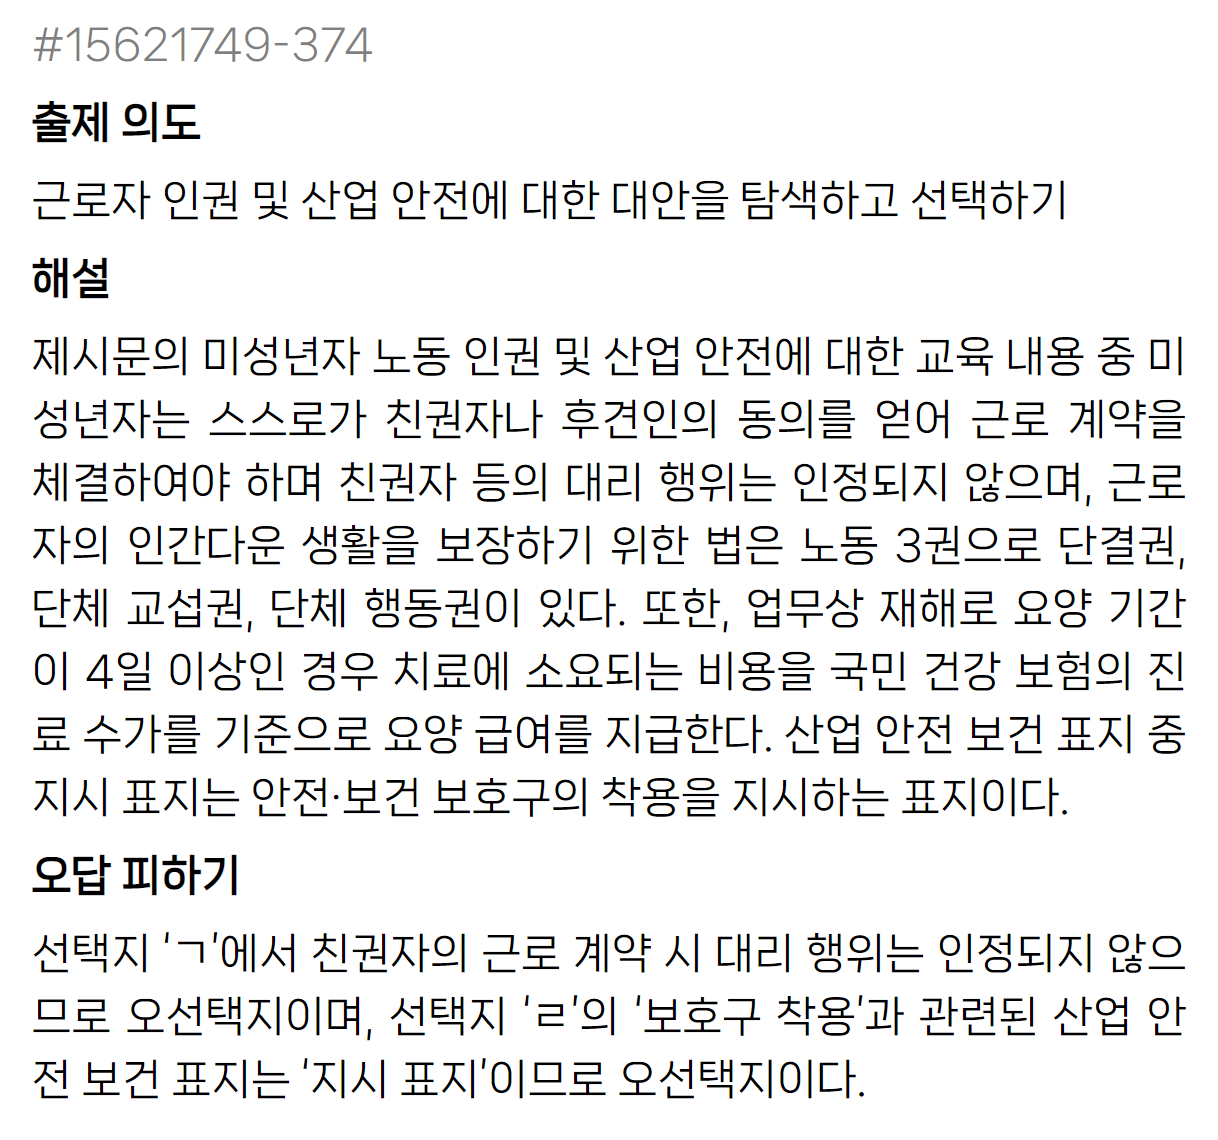 #15621749-374
출제 의도
근로자 인권 및 산업 안전에 대한 대안을 탐색하고 선택하기
해설
제시문의 미성년자 노동 인권 및 산업 안전에 대한 교육 내용 중 미
성년자는 스스로가 친권자나 후견인의 동의를 얻어 근로 계약을
체결하여야 하며 친권자 등의 대리 행위는 인정되지 않으며, 근로
자의 인간다운 생활을 보장하기 위한 법은 노동 3권으로 단결권,
단체 교섭권, 단체 행동권이 있다. 또한, 업무상 재해로 요양 기간
이 4일 이상인 경우 치료에 소요되는 비용을 국민 건강 보험의 진
료 수가를 기준으로 요양 급여를 지급한다. 산업 안전 보건 표지 중
지시 표지는 안전·보건 보호구의 착용을 지시하는 표지이다.
오답 피하기
선택지 'ㄱ'에서 친권자의 근로 계약 시 대리 행위는 인정되지 않으
므로 오선택지이며, 선택지 'ㄹ'의 '보호구 착용'과 관련된 산업 안
전 보건 표지는 '지시 표지'이므로 오선택지이다.